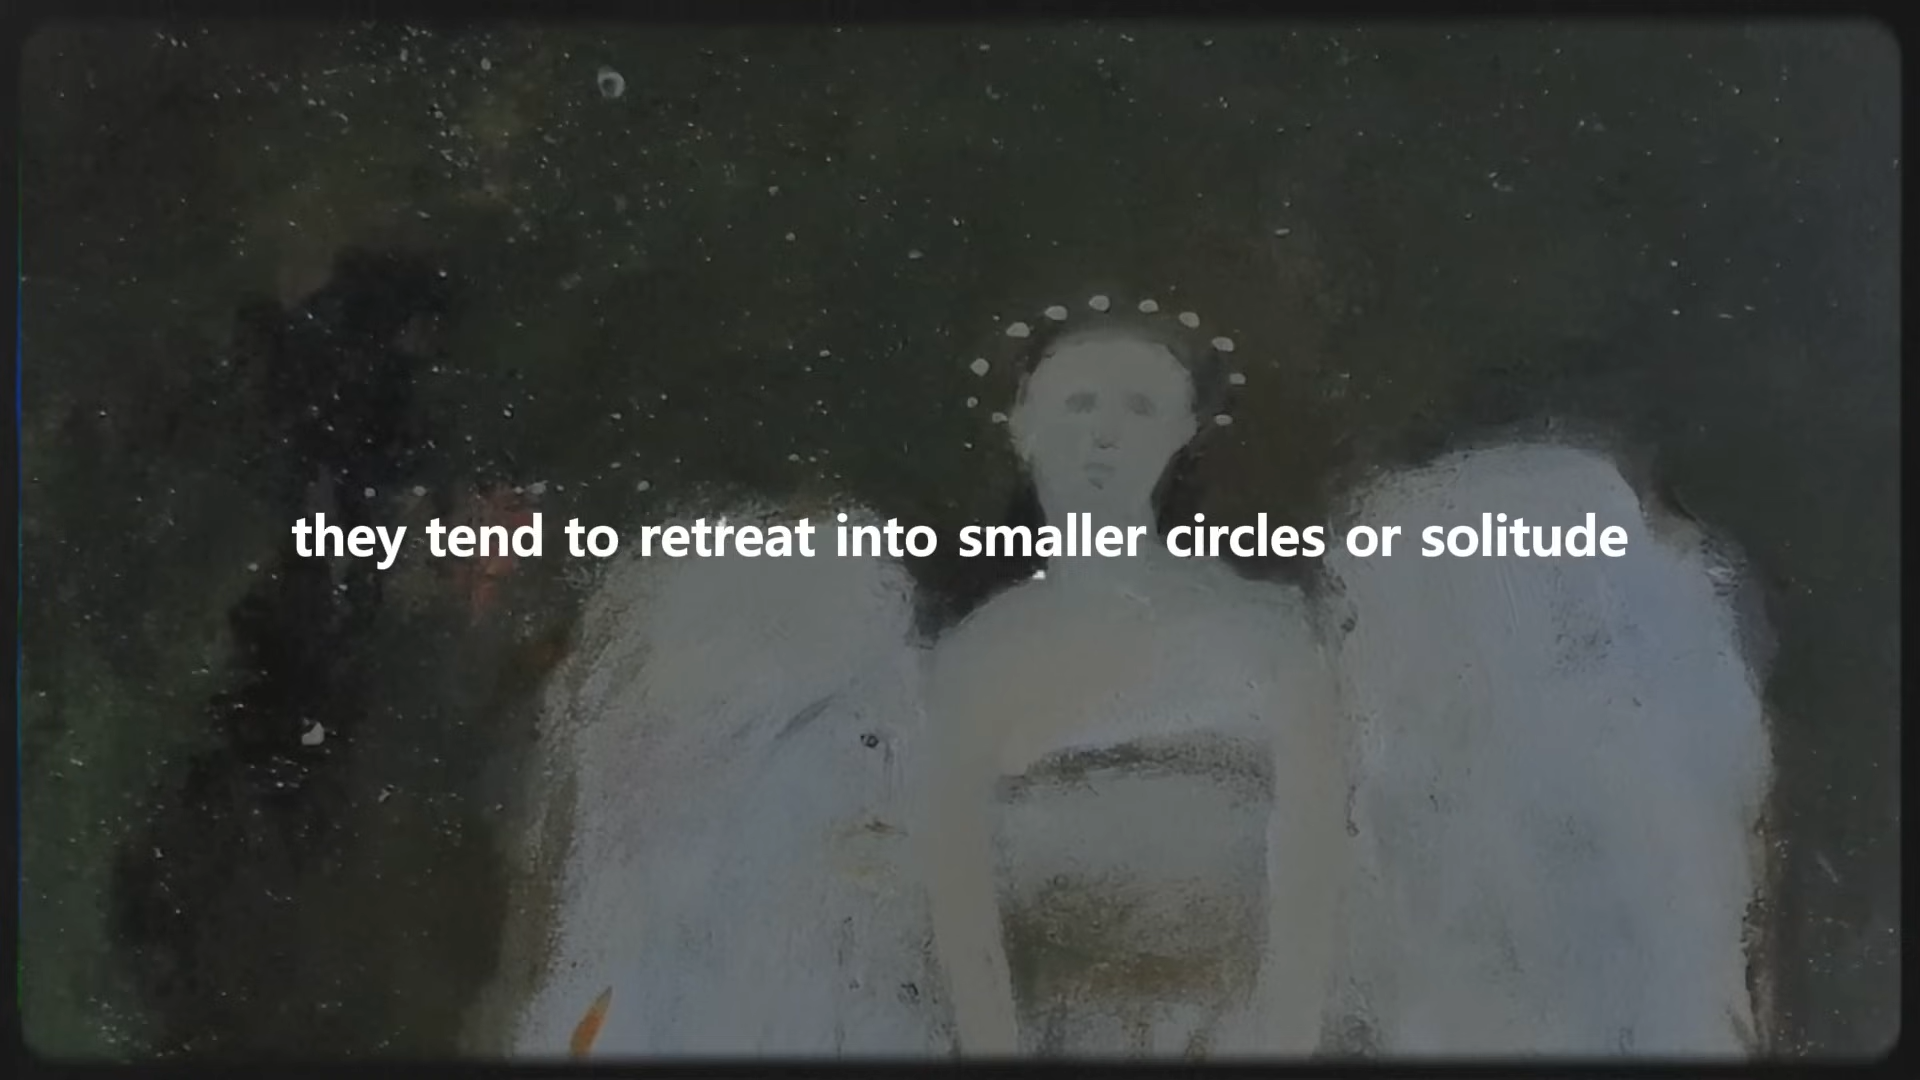 they tend to retreat into smaller circles or solitude